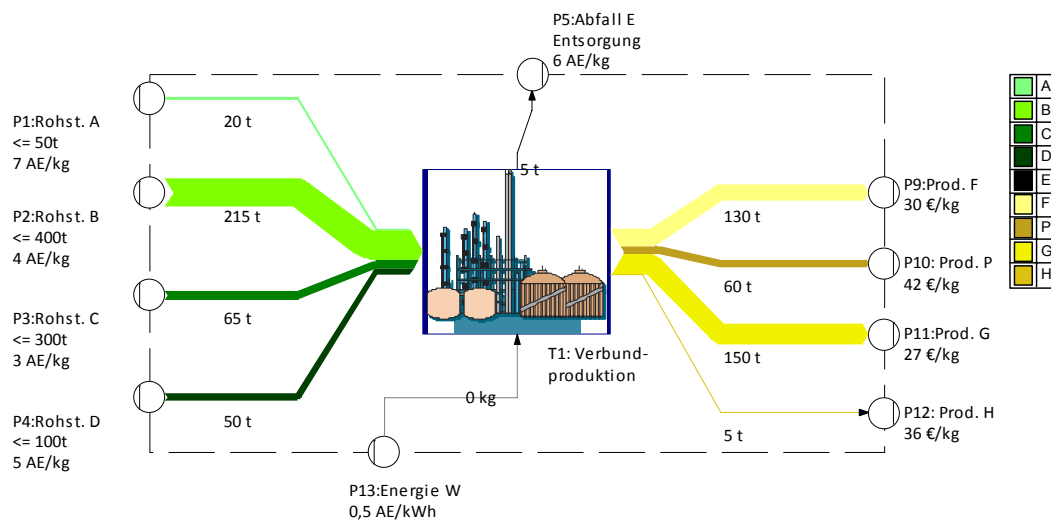 P5:Abfall E
Entsorgung
6 AE/kg
P1:Rohst. A
<= 50t
7 AE/kg
20 t
P2:Rohst. B
<= 400t
4 AE/kg
215 t
P3:Rohst. C
<= 300t
3 AE/kg
65 t
P4:Rohst. D
<= 100t
5 AE/kg
50 t
5 t
T1: Verbund-
produktion
0 kg
P13:Energie W
0,5 AE/kWh
130 t
P9:Prod. F
30 €/kg
60 t
P10: Prod. P
42 €/kg
150 t
P11:Prod. G
27 €/kg
5 t
P12: Prod. H
36 €/kg
A
B
C
D
E
F
P
G
H